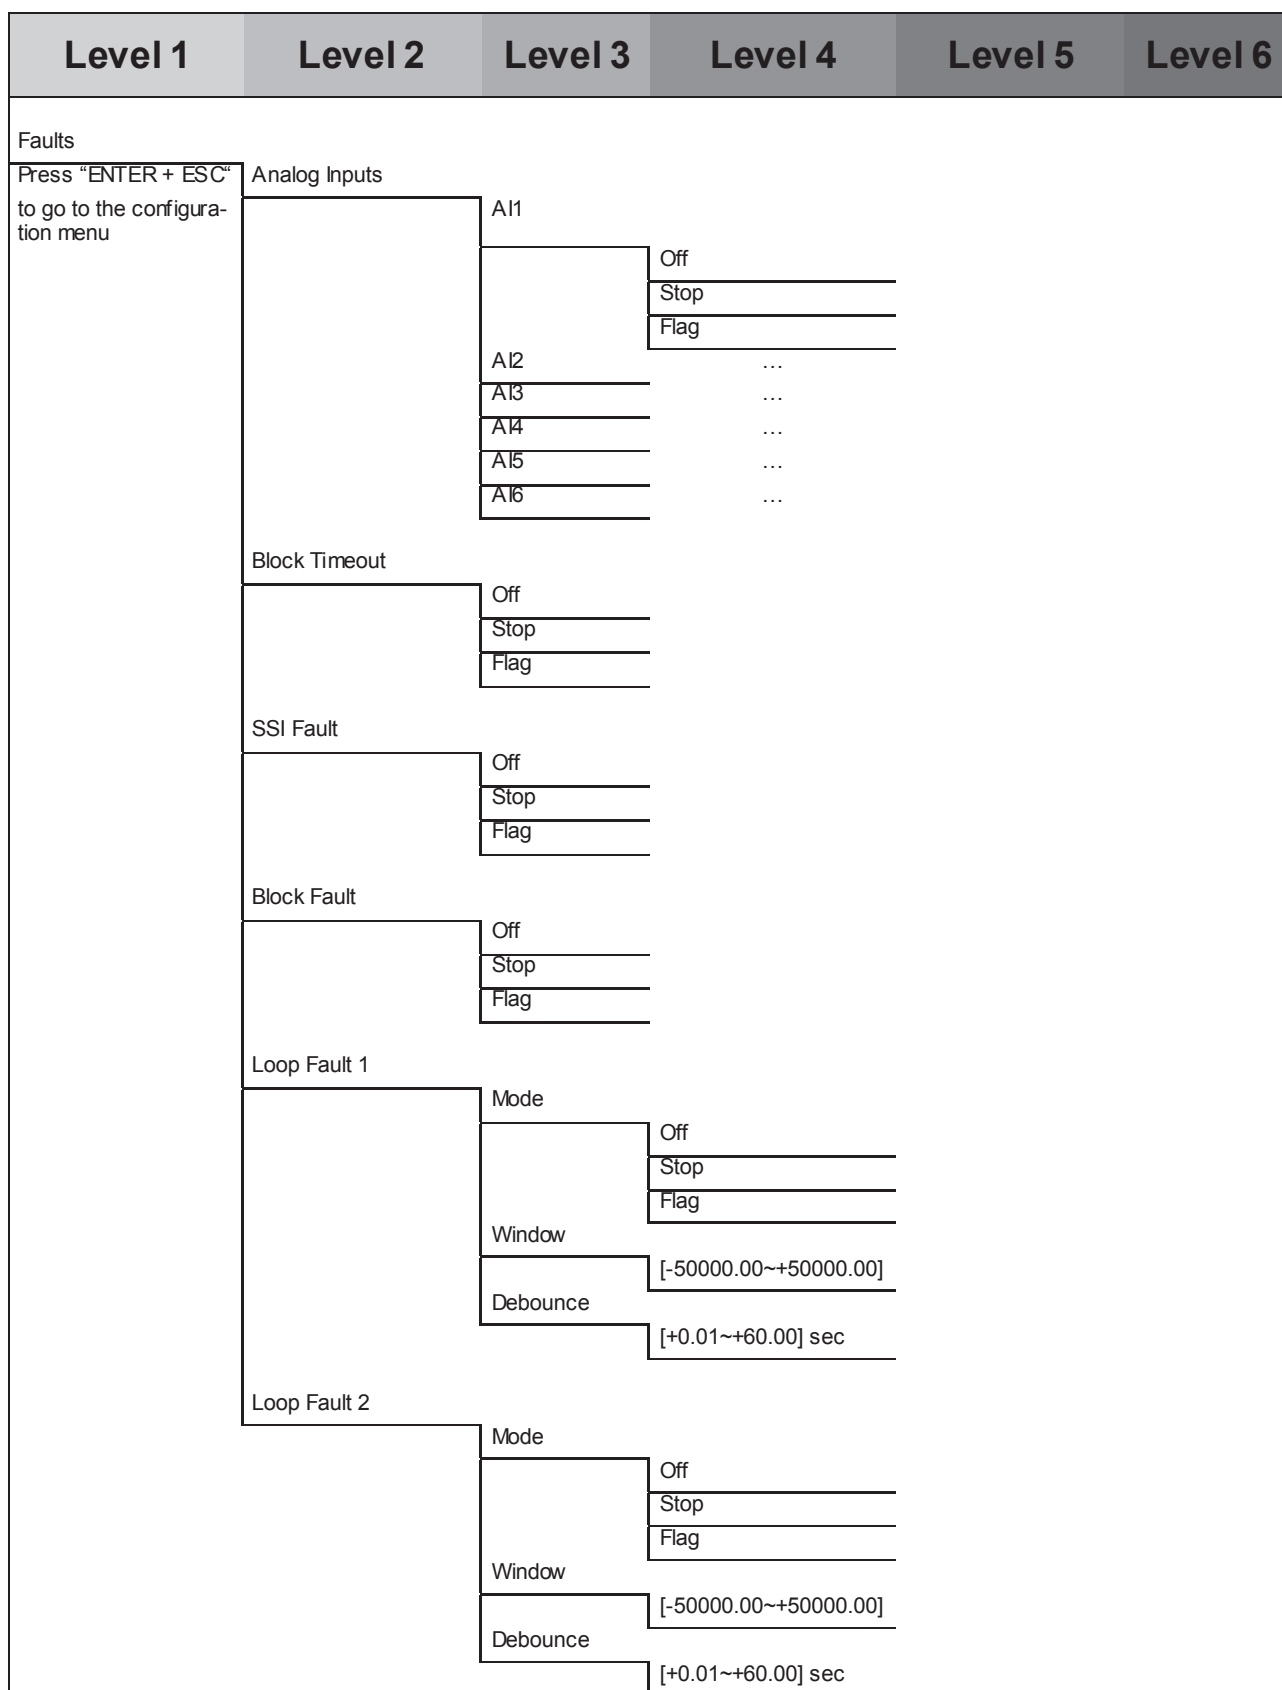 Level 1 Level 2 Level 3 Level 4 Level 5 Level 6
Faults
Press “ENTER + ESC“ Analog Inputs
to go to the configura- AI1
tion menu
Off
Stop
Flag
AI2 …
AI3 …
AI4 …
AI5 …
AI6 …
Block Timeout
Off
Stop
Flag
SSI Fault
Off
Stop
Flag
Block Fault
Off
Stop
Flag
Loop Fault 1
Mode
Off
Stop
Flag
Window
[-50000.00~+50000.00]
Debounce
[+0.01~+60.00] sec
Loop Fault 2
Mode
Off
Stop
Flag
Window
[-50000.00~+50000.00]
Debounce
[+0.01~+60.00] sec